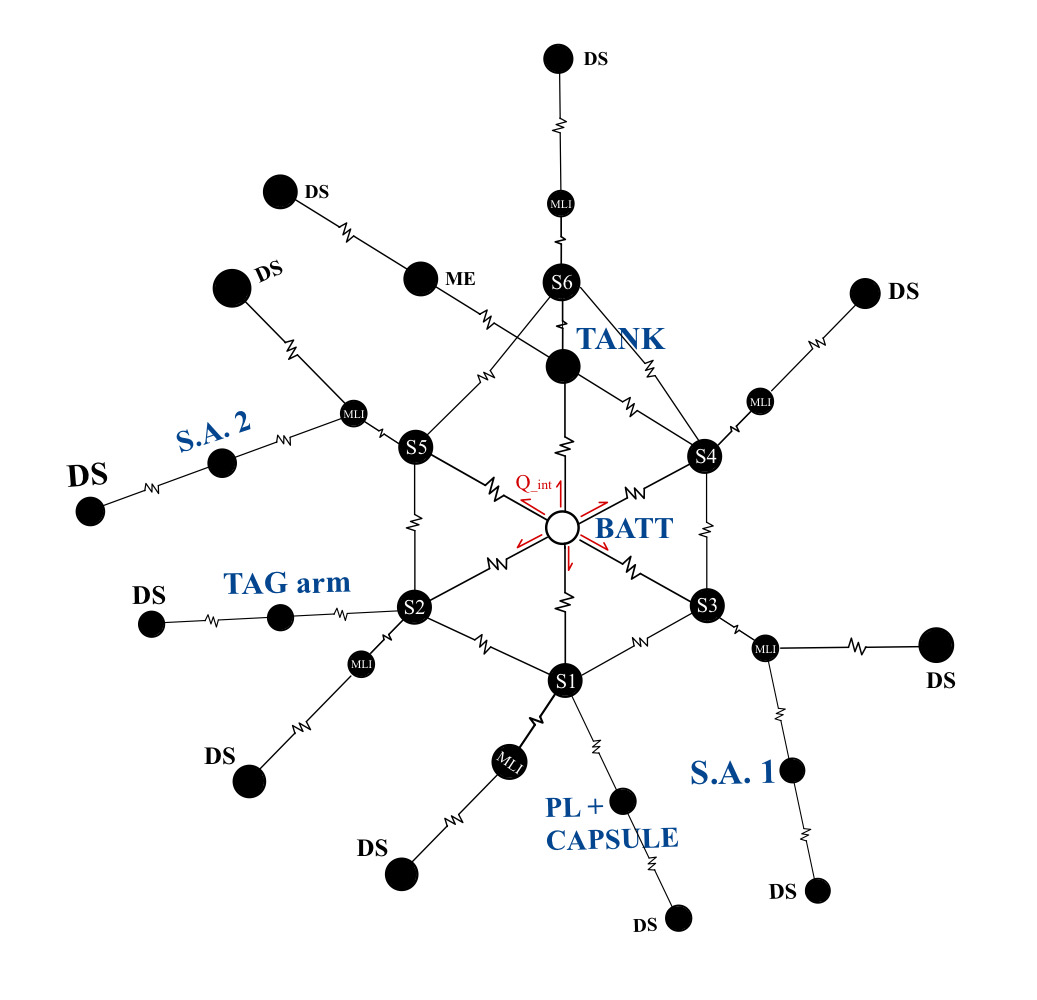 DS
MLI
DS
ME
DS
S6
DS
TANK
MLI
MLI
S.A. 2
S5
S4
DS
Q_int
BATT
TAG arm
DS
S2
S3
MLI
MLI
DS
S1
DS
MLI
S.A. 1
PL +
CAPSULE
DS
DS
DS